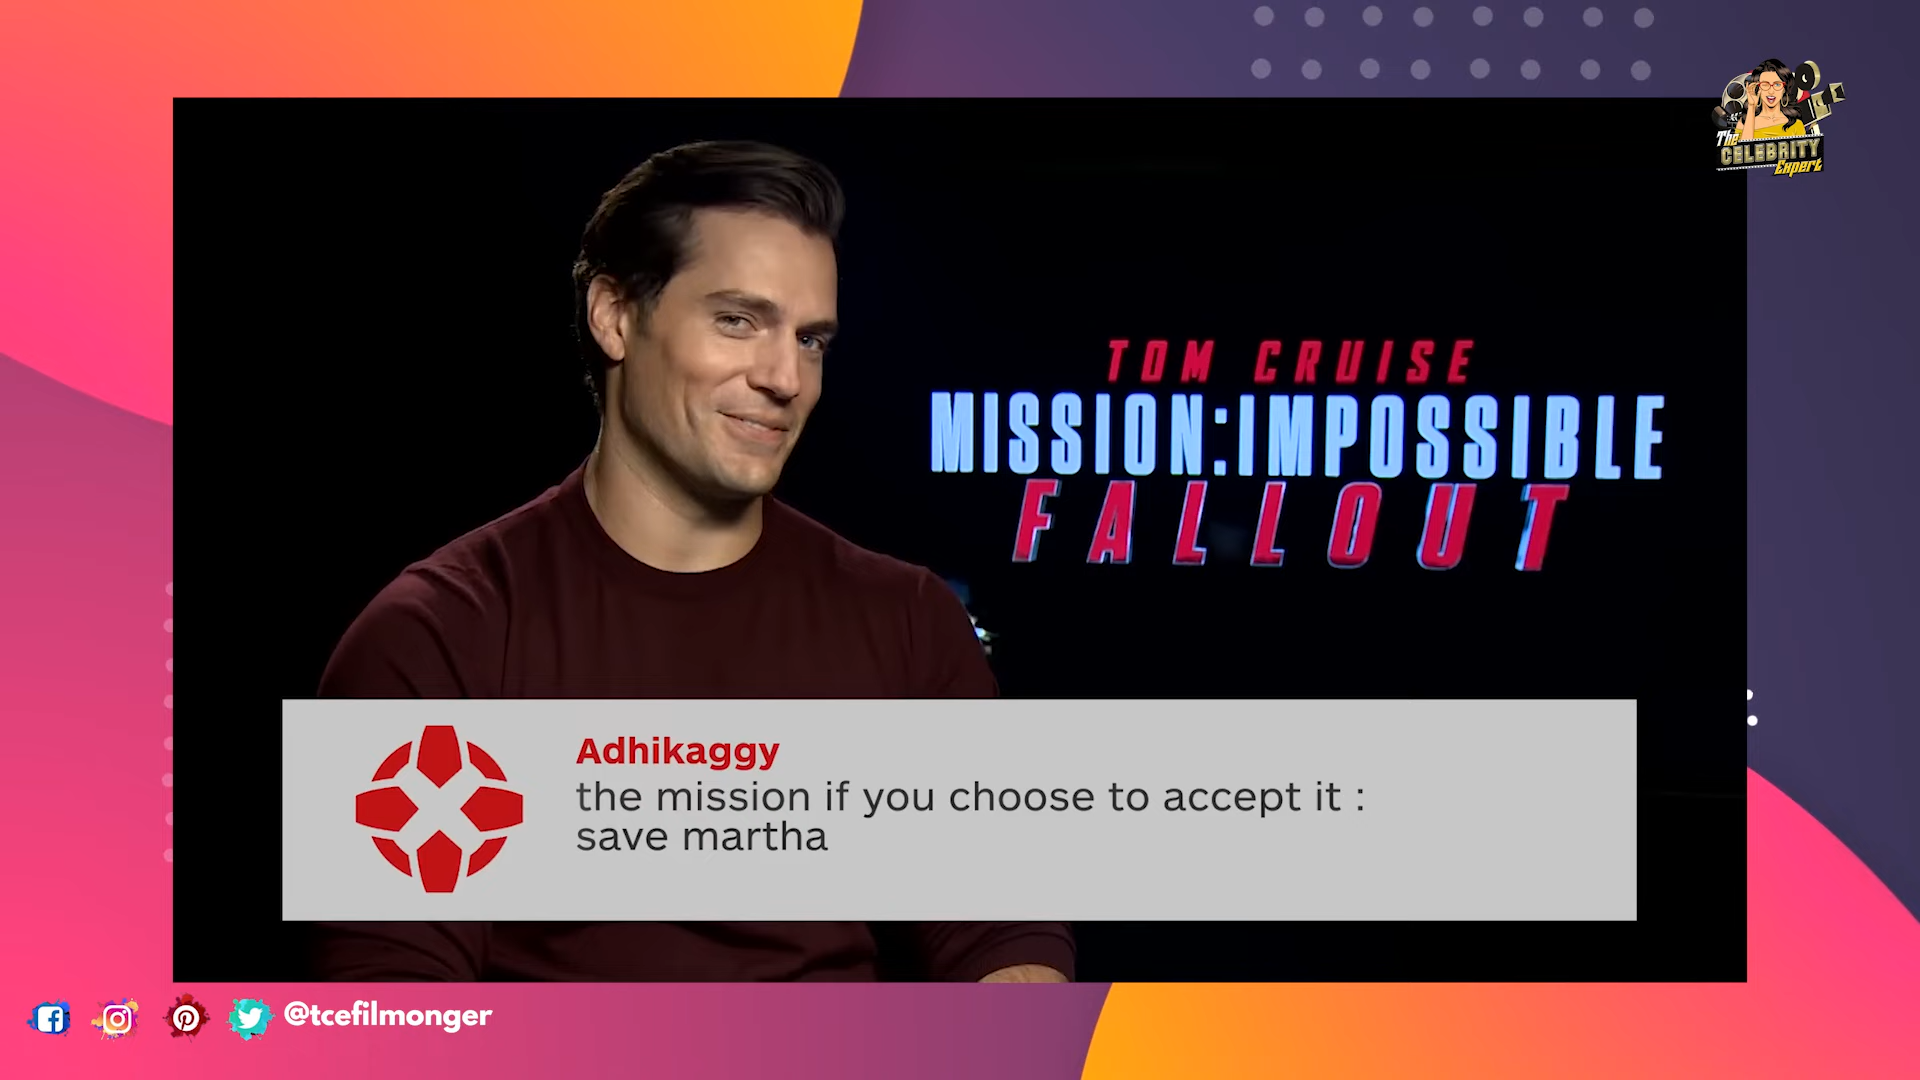 The
CELEBRITY
Expert
TOM CRUISE
MISSION:IMPOSSIBLE
FALLOUT
Adhikaggy
the mission if you choose to accept it :
save martha
@tcefilmonger